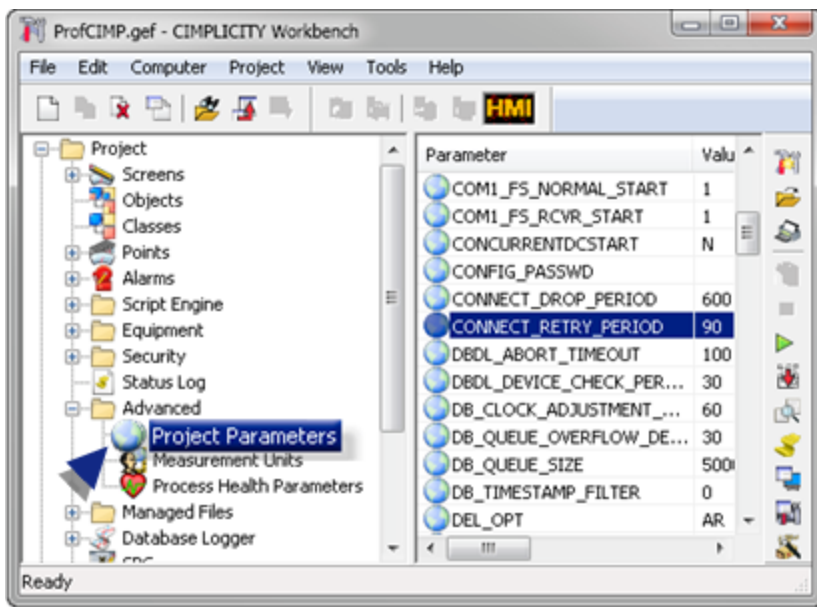 ProfCIMP.gef - CIMPLICITY Workbench
File Edit Computer Project View Tools Help
HMI
Project
Screens
Objects
Classes
Points
Alarms
Script Engine
Equipment
Security
Status Log
Advanced
Project Parameters
Measurement Units
Process Health Parameters
Managed Files
Database Logger
Parameter Valu
COM1_FS_NORMAL_START 1
COM1_FS_RCVR_START 1
CONCURRENTDCSTART N
CONFIG_PASSWD
CONNECT_DROP_PERIOD 600
CONNECT_RETRY_PERIOD 90
DBDL_ABORT_TIMEOUT 100
DBDL_DEVICE_CHECK_PER... 30
DB_CLOCK_ADJUSTMENT_... 60
DB_QUEUE_OVERFLOW_DE... 30
DB_QUEUE_SIZE 500
DB_TIMESTAMP_FILTER 0
DEL_OPT AR
Ready